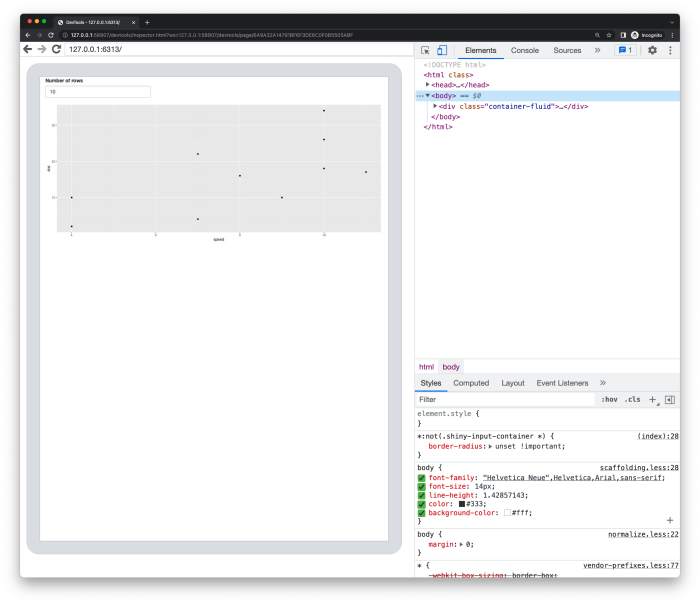 DevTools - 127.0.0.1:6313/
Incognito
127.0.0.1:6313/
Elements
Console
Sources
1
Number of rows
10
speed
dist
<!DOCTYPE html>
<html class>
<head>…</head>
<body> == $0
<div class="container-fluid">…</div>
</body>
</html>
html body
Styles
Computed
Layout
Event Listeners
Filter
:hov .cls
element.style {
}
*:not(.shiny-input-container *) { (index):28
border-radius: unset !important;
}
body { scaffolding.less:28
font-family: "Helvetica Neue",Helvetica,Arial,sans-serif;
font-size: 14px;
line-height: 1.42857143;
color: #333;
background-color: #fff;
}
body { normalize.less:22
margin: 0;
}
* { vendor-prefixes.less:77
-webkit-box-sizing: border-box;